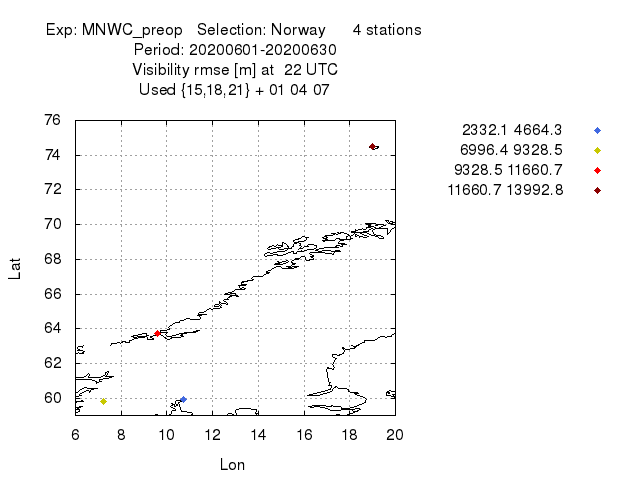 Exp: MNWC_preop   Selection: Norway      4 stations
Period: 20200601-20200630
Visibility rmse [m] at  22 UTC
Used {15,18,21} + 01 04 07
2332.1 4664.3
6996.4 9328.5
9328.5 11660.7
11660.7 13992.8
76
74
72
70
68
66
64
62
60
Lat
6 8 10 12 14 16 18 20
Lon